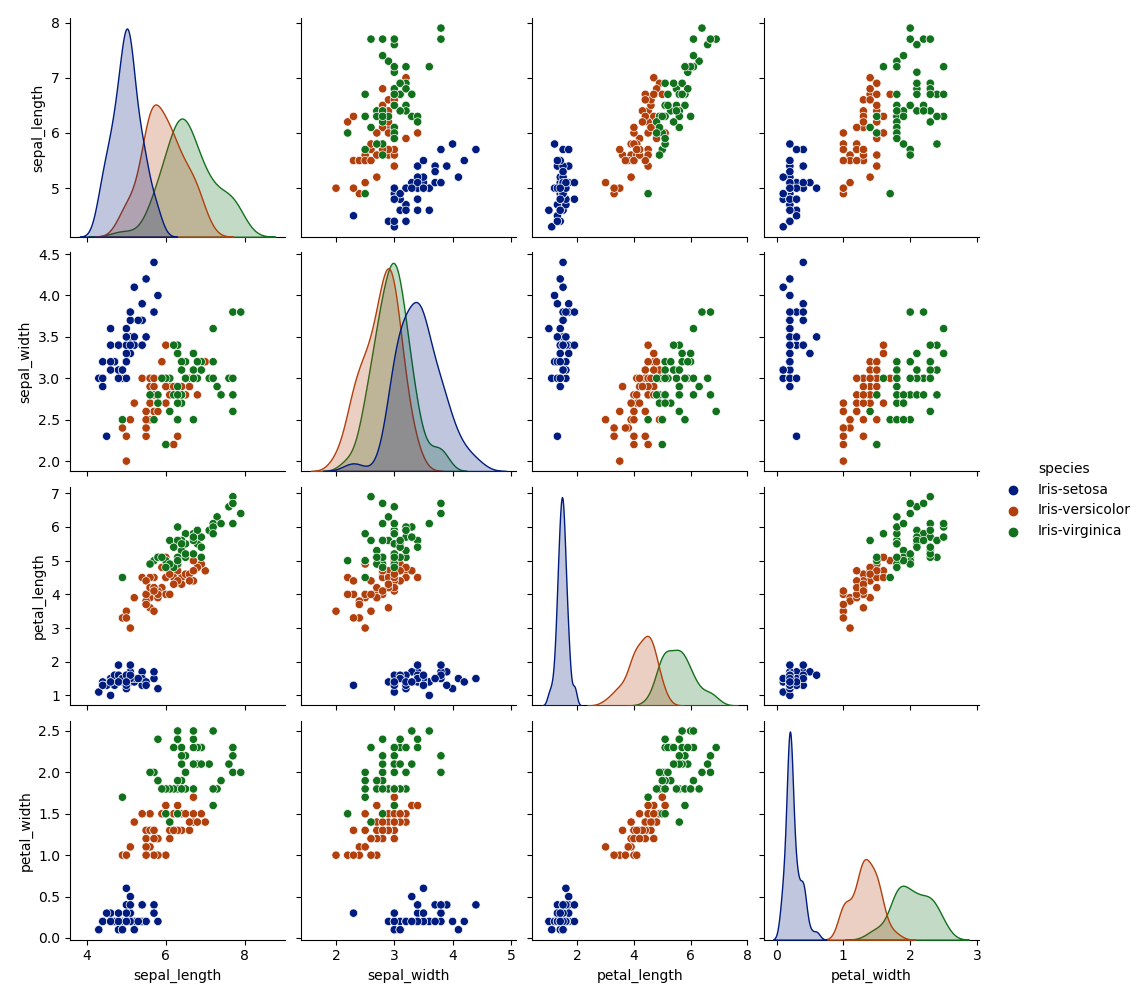 8
7
6
5
sepal_length
4.5
4.0
3.5
3.0
2.5
2.0
sepal_width
species
Iris-setosa
Iris-versicolor
Iris-virginica
7
6
5
4
3
2
1
petal_length
2.5
2.0
1.5
1.0
0.5
0.0
petal_width
4 6 8
2 3 4 5
2 4 6 8
0 1 2 3
sepal_length
sepal_width
petal_length
petal_width